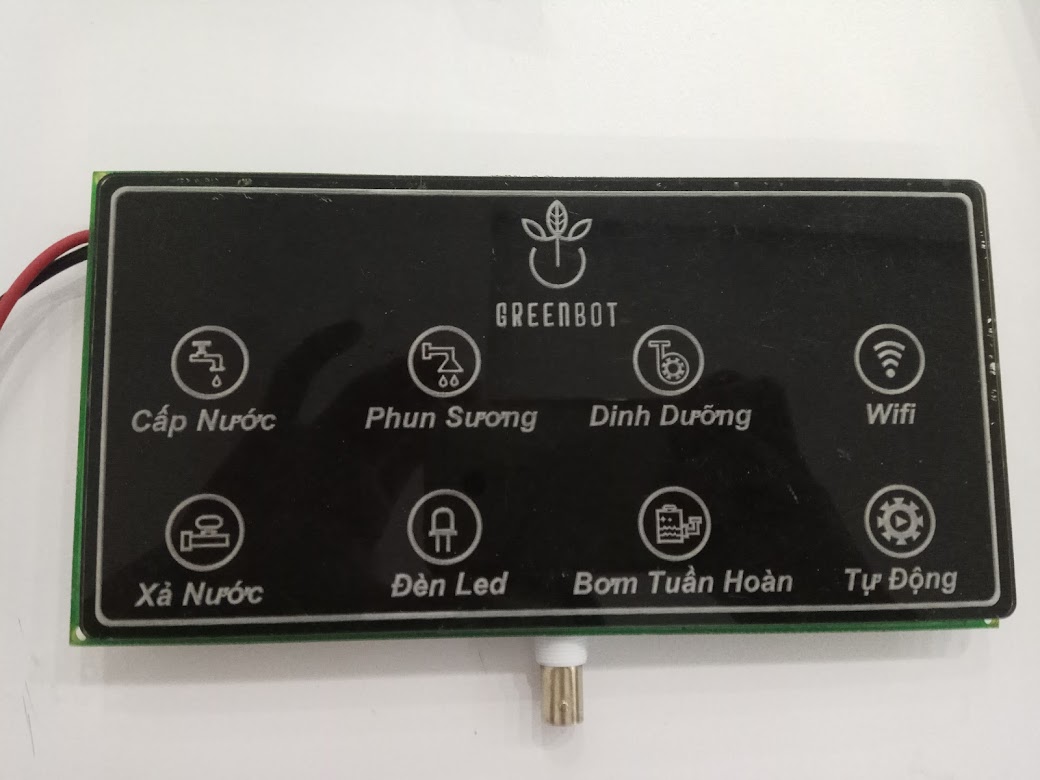 GREENBOT
Cấp Nước
Phun Sương
Dinh Dưỡng
Wifi
Xả Nước
Đèn Led
Bơm Tuần Hoàn
Tự Động